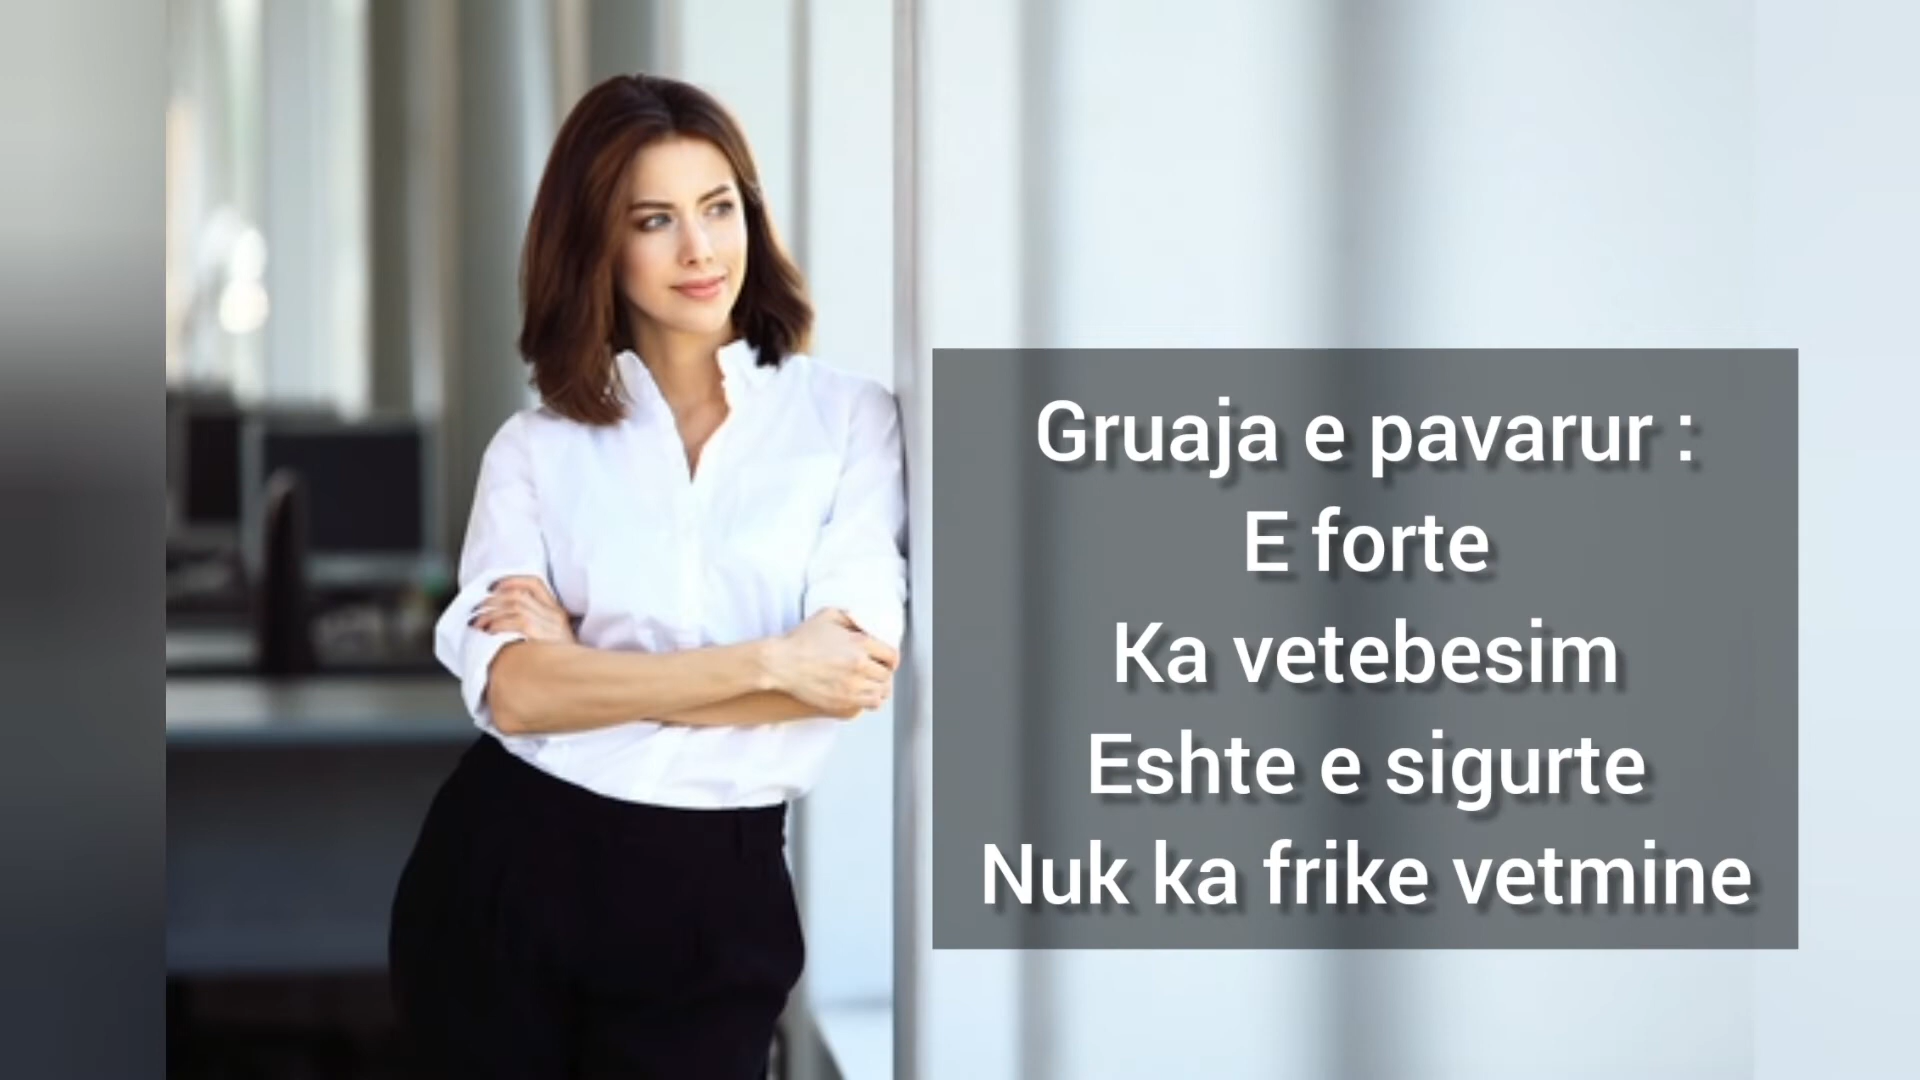 Gruaja e pavarur :
E forte
Ka vetebesim
Eshte e sigurte
Nuk ka frike vetmine